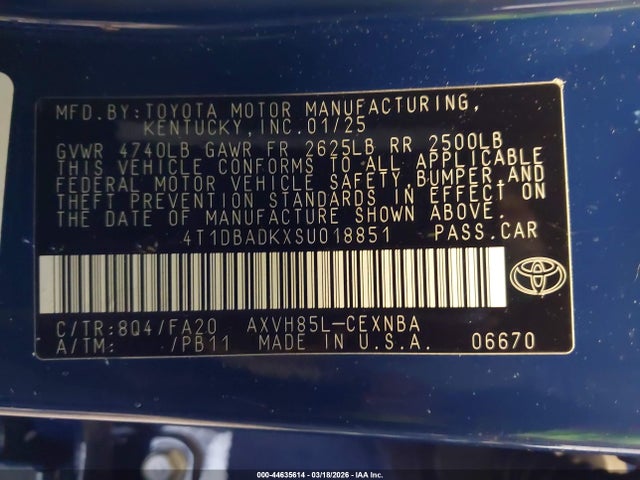 MFD.BY:TOYOTA MOTOR MANUFACTURING,
KENTUCKY,INC.01/25
GVWR 4740LB GAWR FR 2625LB RR 2500LB
THIS VEHICLE CONFORMS TO ALL APPLICABLE
FEDERAL MOTOR VEHICLE SAFETY,BUMPER,AND
THEFT PREVENTION STANDARDS IN EFFECT ON
THE DATE OF MANUFACTURE SHOWN ABOVE.
4T1DBADKXSU018851 PASS.CAR
C/TR:8Q4/FA20 AXVH85L-CEXNBA
A/TM: /PB11 MADE IN U.S.A. 06670
000-44635614 | 03/18/2026 | IAA Inc.